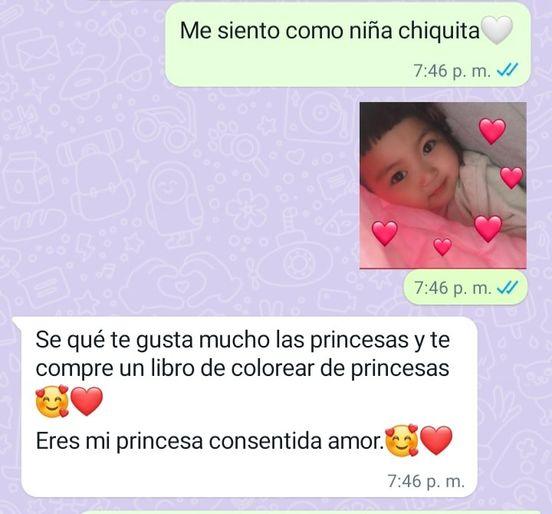 Me siento como niña chiquita🤍
7:46 p. m.
7:46 p. m.
Se qué te gusta mucho las princesas y te
compre un libro de colorear de princesas
🥰❤️
Eres mi princesa consentida amor.🥰❤️
7:46 p. m.